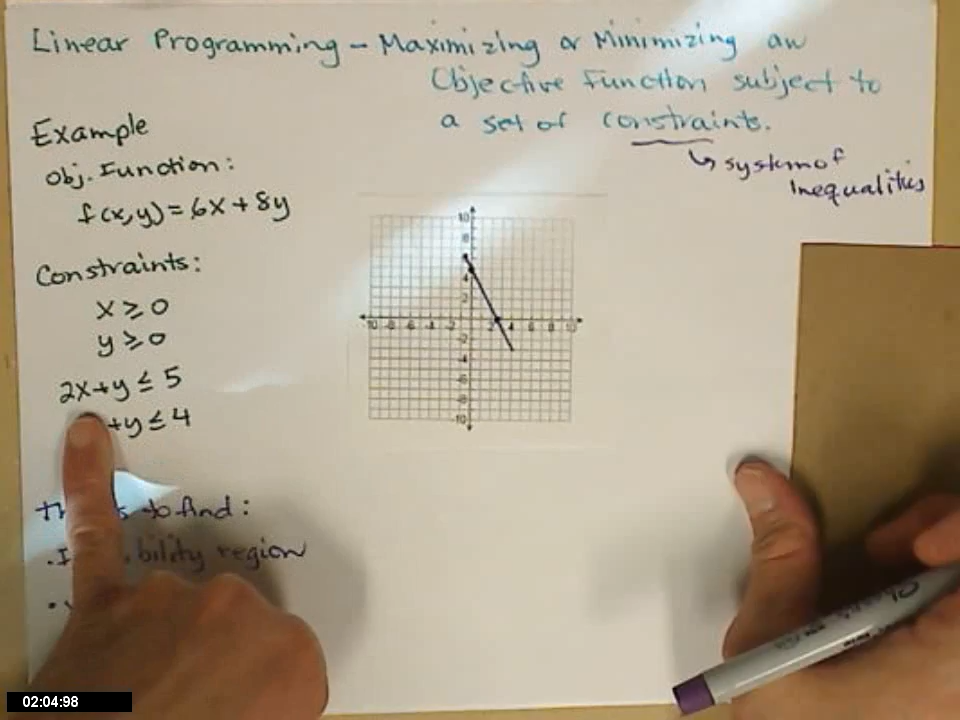 Linear Programming - Maximizing or Minimizing an
Objective Function subject to
a set of constraints.
↳ system of
Inequalities
Example
Obj. Function:
f(x,y) = 6x + 8y
Constraints:
x ≥ 0
y ≥ 0
2x+y ≤ 5
+y ≤ 4
to find:
bility region
10
8
4
2
-10 -8 -6 -4 -2 2 4 6 8 10
-2
-4
-6
-8
-10
02:04:98